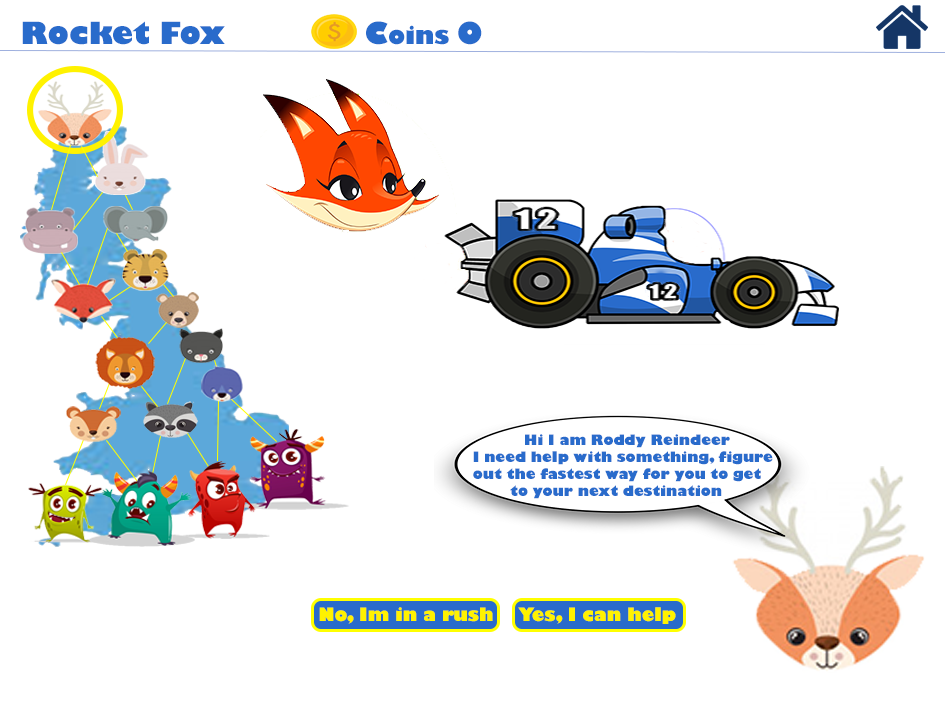 Rocket Fox
$ Coins 0
12
12
Hi I am Roddy Reindeer
I need help with something, figure
out the fastest way for you to get
to your next destination
No, Im in a rush
Yes, I can help